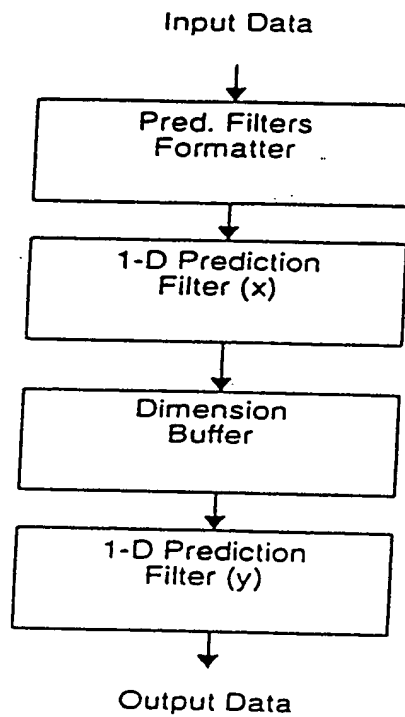 Input Data
Pred. Filters
Formatter
1-D Prediction
Filter (x)
Dimension
Buffer
1-D Prediction
Filter (y)
Output Data